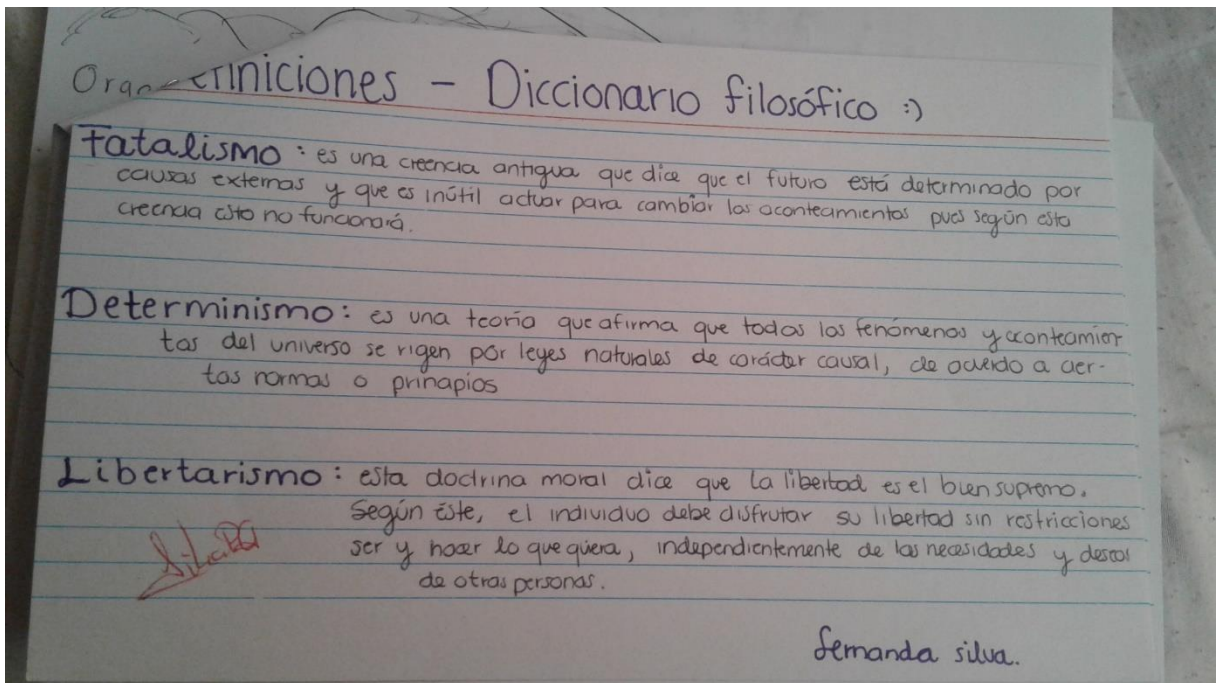 Orga
finiciones - Diccionario filosófico :)
Fatalismo: es una creencia antigua que dice que el futuro está determinado por
causas externas y que es inútil actuar para cambiar los acontecimientos pues según esta
creencia esto no funcionará.
Determinismo: es una teoría que afirma que todos los fenómenos y acontecimien
tos del universo se rigen por leyes naturales de carácter causal, de acuerdo a cier-
tas normas o principios
Libertarismo: esta doctrina moral dice que la libertad es el bien supremo.
Según éste, el individuo debe disfrutar su libertad sin restricciones
ser y hacer lo que quiera, independientemente de las necesidades y deseos
de otras personas.
fernanda silva.